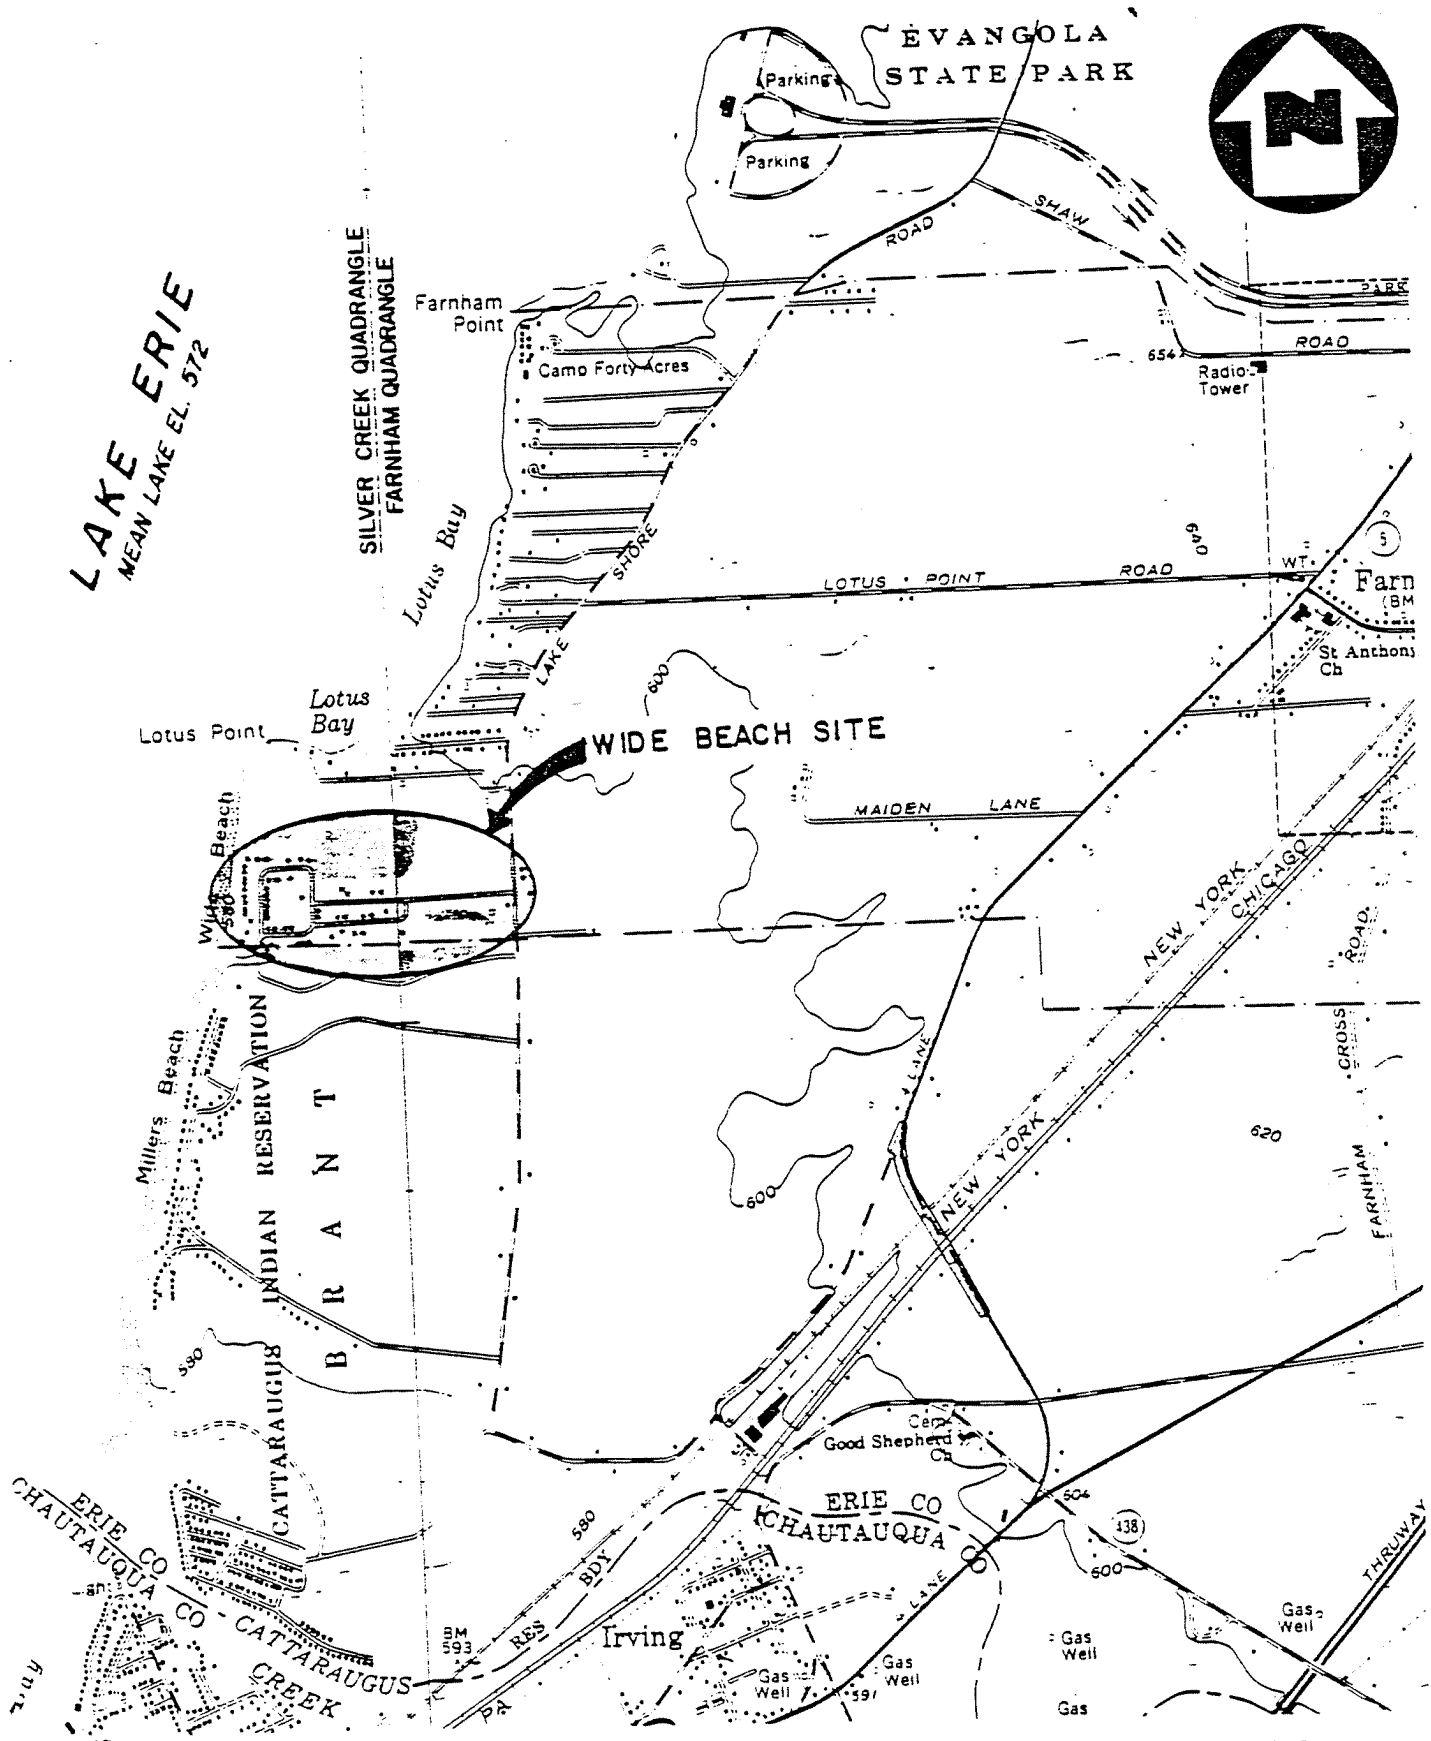 EVANGOLA
STATE PARK
N
Parking
Parking
ROAD
SHAW
PARK
ROAD
654
Radio
Tower
LAKE ERIE
MEAN LAKE EL. 572
SILVER CREEK QUADRANGLE
FARNHAM QUADRANGLE
Farnham
Point
Camp Forty Acres
Lotus Bay
LAKE SHORE
LOTUS POINT ROAD
640
WT
5
Farn
(BM
St Anthony
Ch
600
Lotus Point
Lotus
Bay
WIDE BEACH SITE
MAIDEN LANE
Wide Beach
580
NEW YORK
CHICAGO
NEW YORK
ROAD
CROSS
FARNHAM
620
4 LANE
600
Millers Beach
CATTARAUGUS INDIAN RESERVATION
BRANT
580
Cem
Good Shepherd
Ch
ERIE CO
CHAUTAUQUA CO
604
438
600
THRUWAY
ERIE CO
CHAUTAUQUA CO
CATTARAUGUS
CREEK
BM
593
580
RES BDY
Irving
4 LANE
Gas
Well
Gas
Well
591
Gas
Well
Gas
Well
Gas